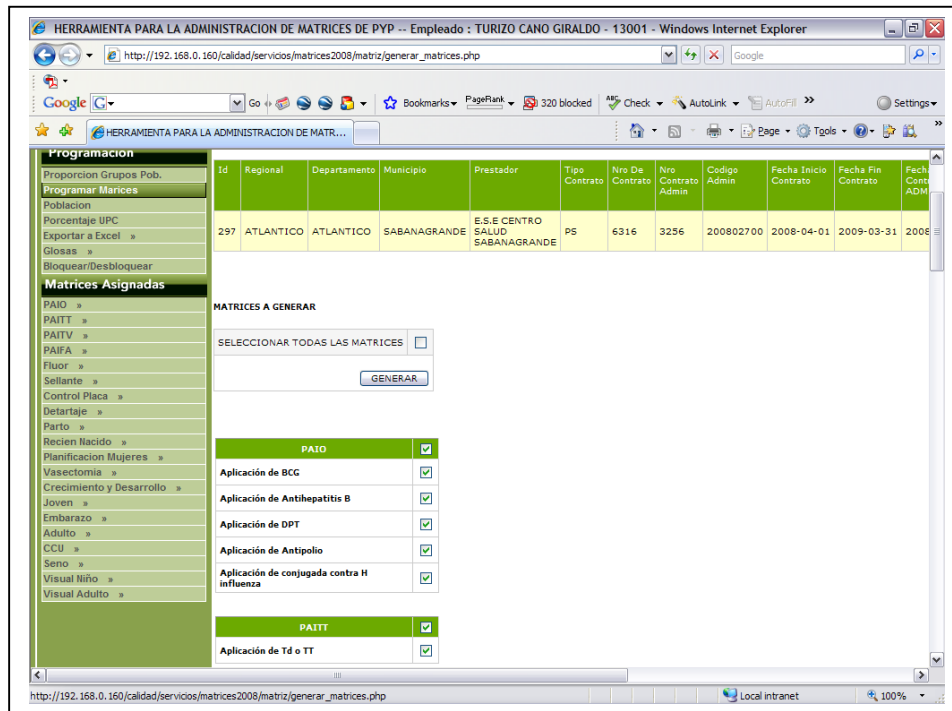 HERRAMIENTA PARA LA ADMINISTRACION DE MATRICES DE PYP -- Empleado : TURIZO CANO GIRALDO - 13001 - Windows Internet Explorer
http://192.168.0.160/calidad/servicios/matrices2008/matriz/generar_matrices.php
Google
Google G Go Bookmarks PageRank 320 blocked Check AutoLink AutoFill Settings
HERRAMIENTA PARA LA ADMINISTRACION DE MATR... Page Tools
Programacion
Proporcion Grupos Pob.
Programar Marices
Poblacion
Porcentaje UPC
Exportar a Excel »
Glosas »
Bloquear/Desbloquear
Matrices Asignadas
PAIO »
PAITT »
PAITV »
PAIFA »
Fluor »
Sellante »
Control Placa »
Detartaje »
Parto »
Recien Nacido »
Planificacion Mujeres »
Vasectomia »
Crecimiento y Desarrollo »
Joven »
Embarazo »
Adulto »
CCU »
Seno »
Visual Niño »
Visual Adulto »
Id Regional Departamento Municipio Prestador Tipo Contrato Nro De Contrato Nro Contrato Admin Codigo Admin Fecha Inicio Contrato Fecha Fin Contrato
297 ATLANTICO ATLANTICO SABANAGRANDE E.S.E CENTRO SALUD SABANAGRANDE PS 6316 3256 200802700 2008-04-01 2009-03-31 2008
MATRICES A GENERAR
SELECCIONAR TODAS LAS MATRICES
GENERAR
PAIO
Aplicación de BCG
Aplicación de Antihepatitis B
Aplicación de DPT
Aplicación de Antipolio
Aplicación de conjugada contra H
influenza
PAITT
Aplicación de Td o TT
http://192.168.0.160/calidad/servicios/matrices2008/matriz/generar_matrices.php Local intranet 100%